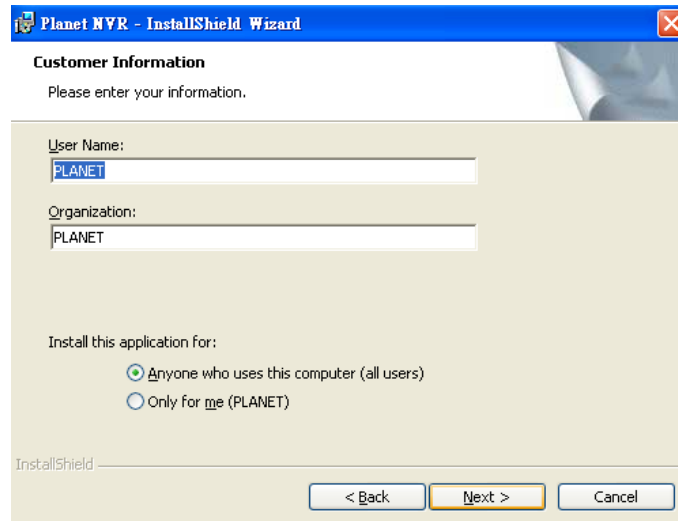 Planet NVR - InstallShield Wizard
Customer Information
Please enter your information.
User Name:
PLANET
Organization:
PLANET
Install this application for:
Anyone who uses this computer (all users)
Only for me (PLANET)
InstallShield
< Back Next > Cancel